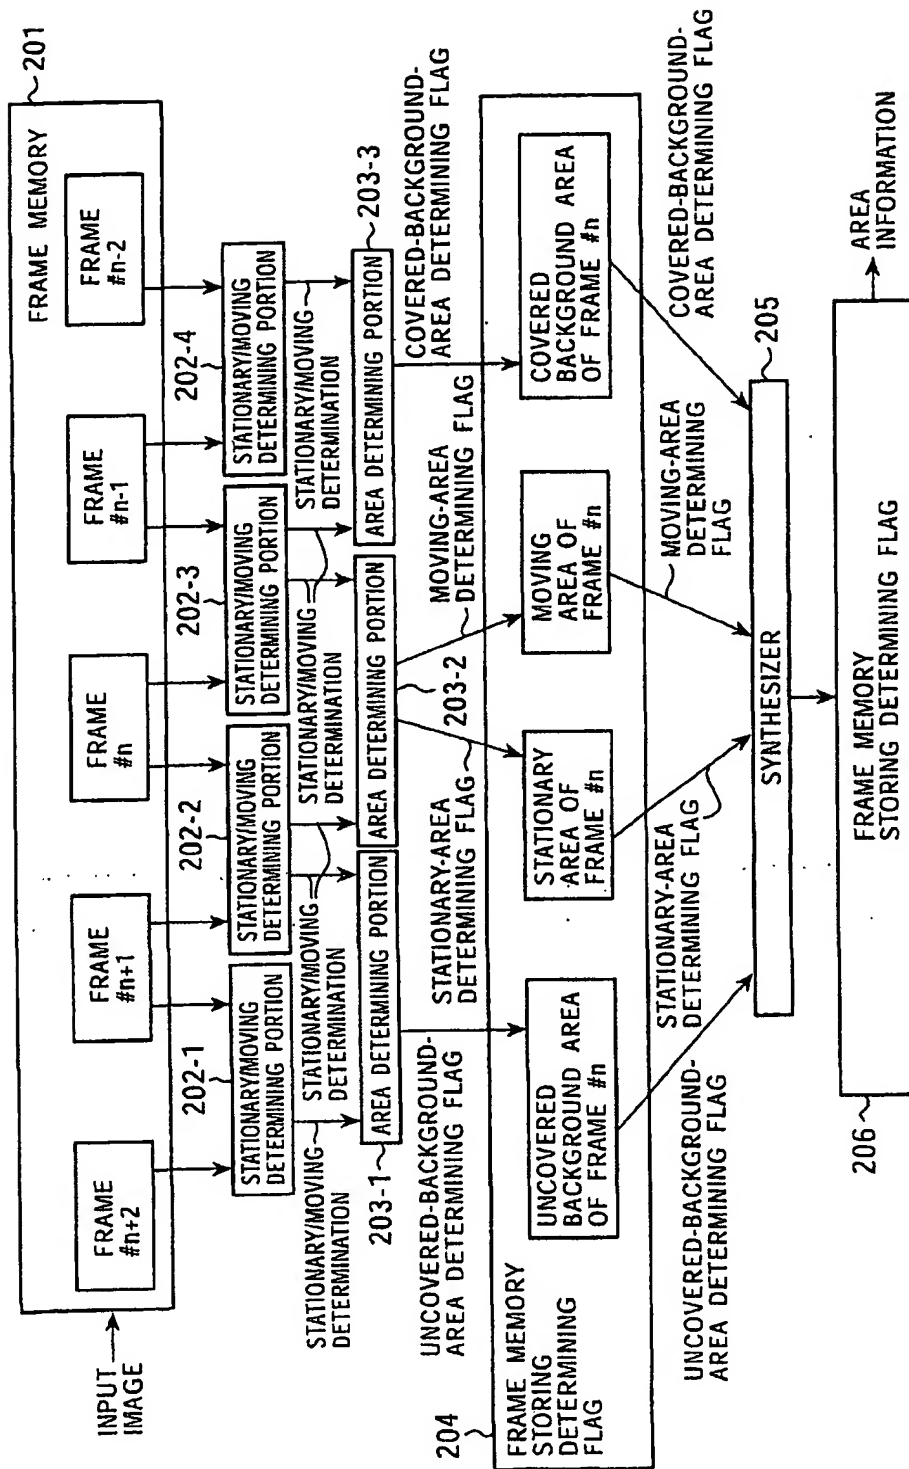 201
FRAME MEMORY
INPUT
IMAGE
FRAME
#n+2
FRAME
#n+1
FRAME
#n
FRAME
#n-1
FRAME
#n-2
202-1
202-2
202-3
202-4
STATIONARY/MOVING
DETERMINING PORTION
STATIONARY/MOVING
DETERMINING PORTION
STATIONARY/MOVING
DETERMINING PORTION
STATIONARY/MOVING
DETERMINING PORTION
STATIONARY/MOVING
DETERMINATION
STATIONARY/MOVING
DETERMINATION
STATIONARY/MOVING
DETERMINATION
STATIONARY/MOVING
DETERMINATION
203-1
AREA DETERMINING PORTION
AREA DETERMINING PORTION
203-2
AREA DETERMINING PORTION
203-3
UNCOVERED-BACKGROUND-
AREA DETERMINING FLAG
STATIONARY-AREA
DETERMINING FLAG
MOVING-AREA
DETERMINING FLAG
COVERED-BACKGROUND-
AREA DETERMINING FLAG
204
FRAME MEMORY
STORING
DETERMINING
FLAG
UNCOVERED
BACKGROUND AREA
OF FRAME #n
STATIONARY
AREA OF
FRAME #n
MOVING
AREA OF
FRAME #n
COVERED
BACKGROUND AREA
OF FRAME #n
UNCOVERED-BACKGROUND-
AREA DETERMINING FLAG
STATIONARY-AREA
DETERMINING FLAG
MOVING-AREA
DETERMINING
FLAG
COVERED-BACKGROUND-
AREA DETERMINING FLAG
SYNTHESIZER
205
206
FRAME MEMORY
STORING DETERMINING FLAG
AREA
INFORMATION